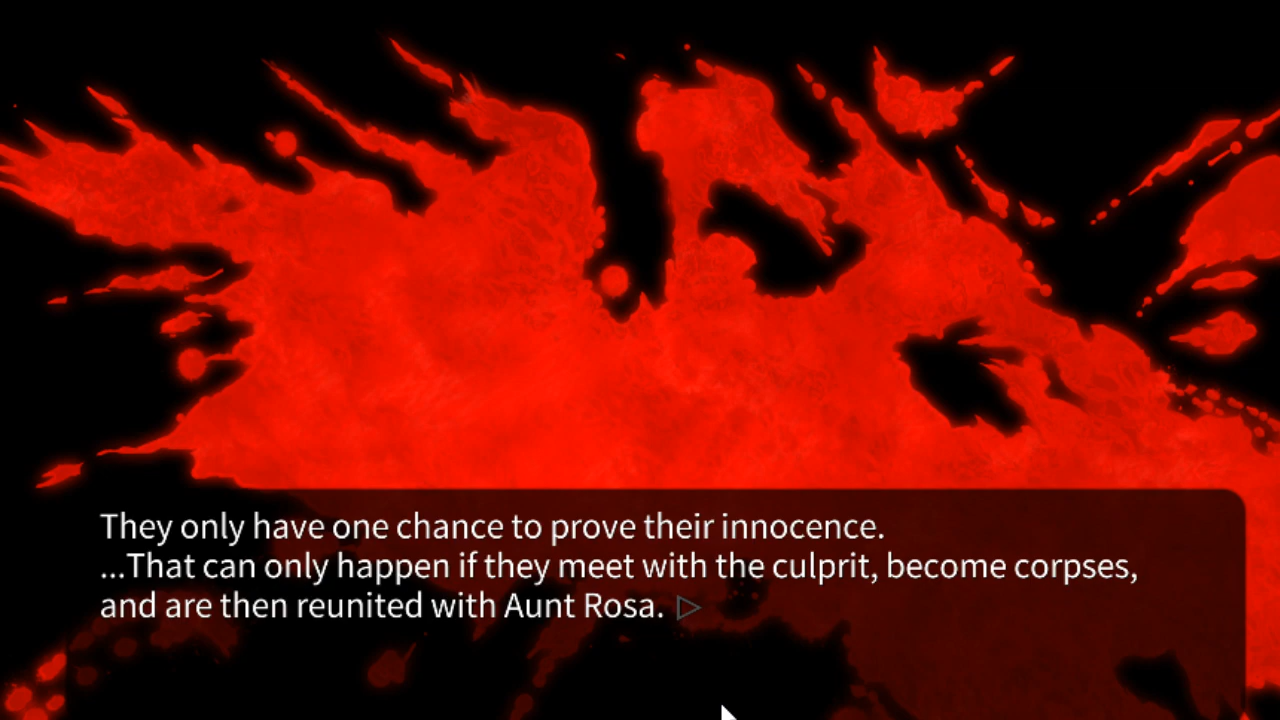 They only have one chance to prove their innocence.
...That can only happen if they meet with the culprit, become corpses,
and are then reunited with Aunt Rosa.